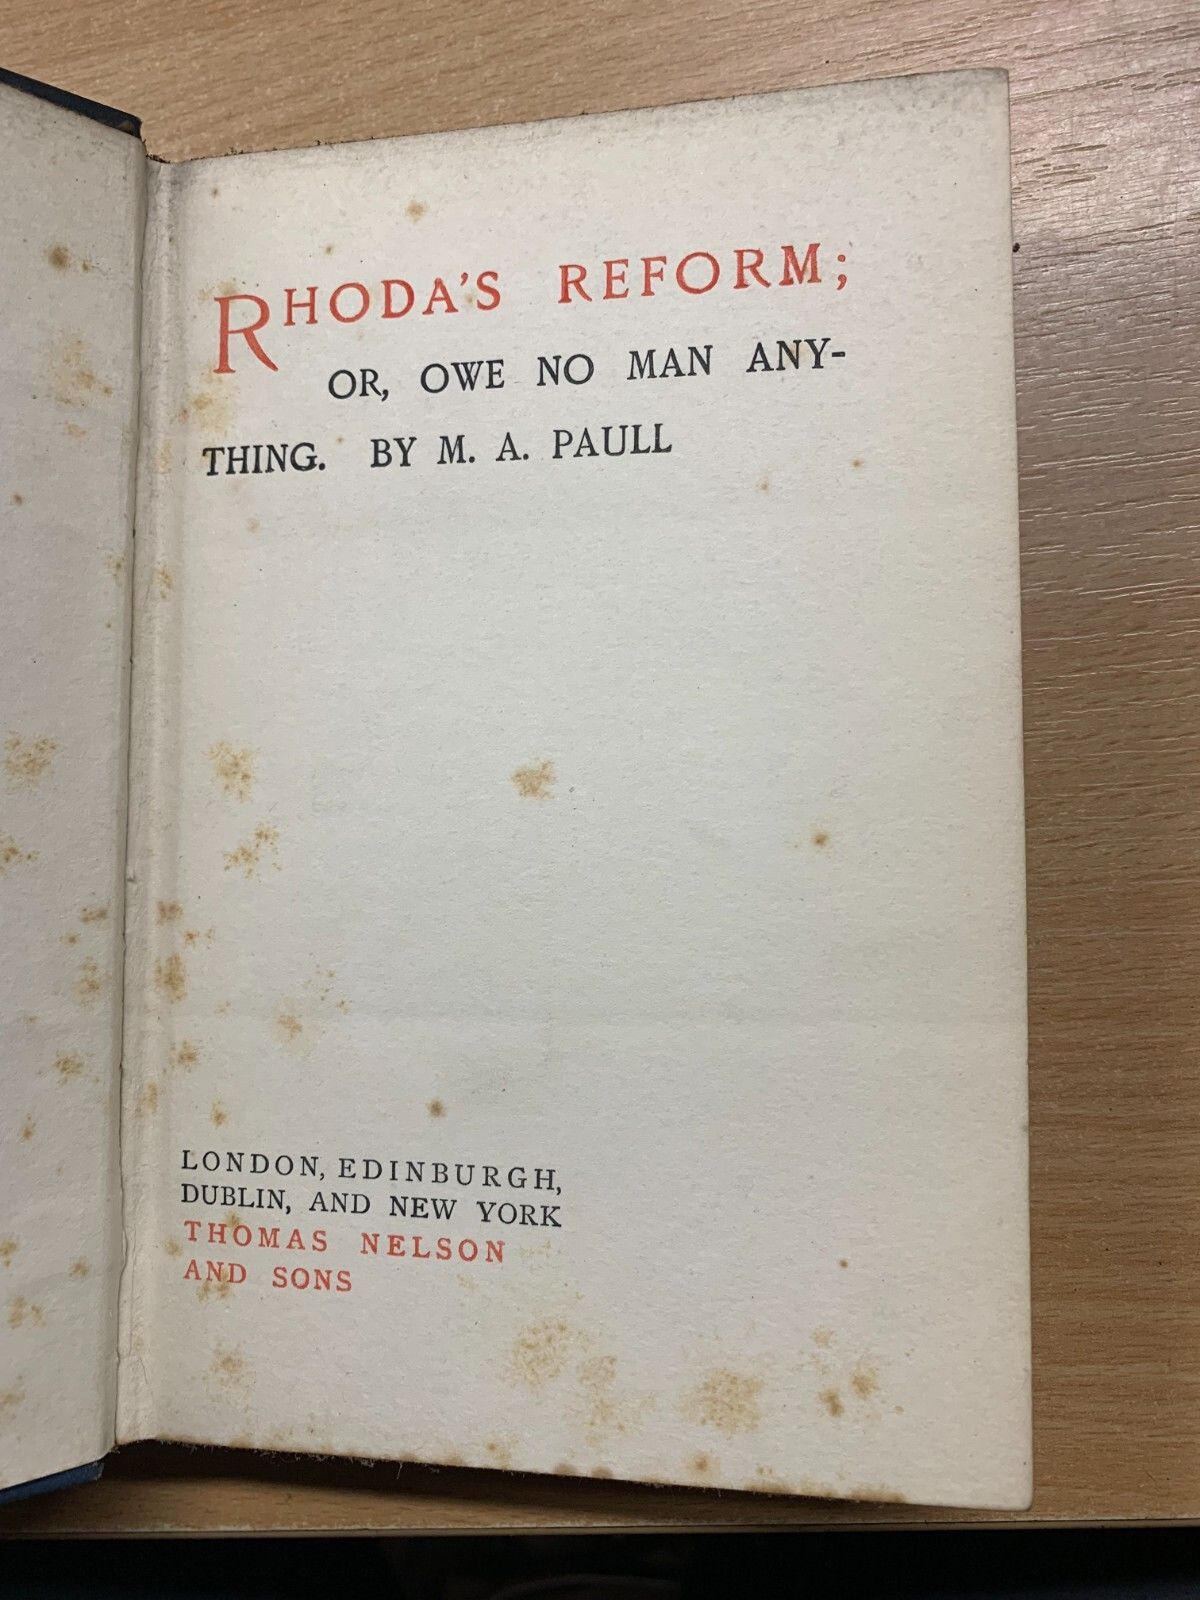 RHODA'S REFORM;
OR, OWE NO MAN ANY-
THING. BY M. A. PAULL
LONDON, EDINBURGH,
DUBLIN, AND NEW YORK
THOMAS NELSON
AND SONS